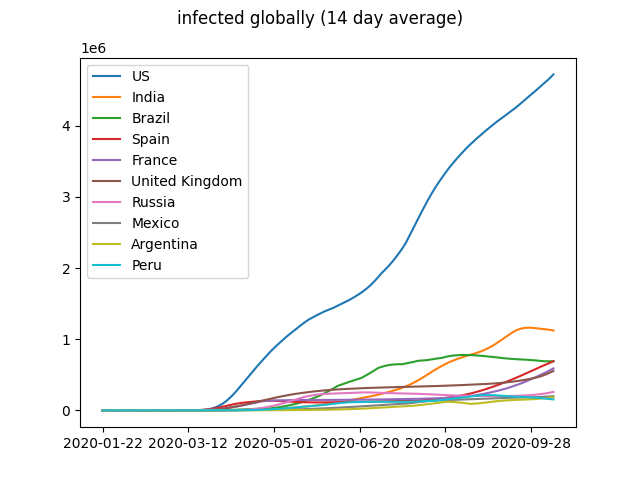 infected globally (14 day average)
1e6
US
India
Brazil
Spain
France
United Kingdom
Russia
Mexico
Argentina
Peru
4
3
2
1
0
2020-01-22 2020-03-12 2020-05-01 2020-06-20 2020-08-09 2020-09-28